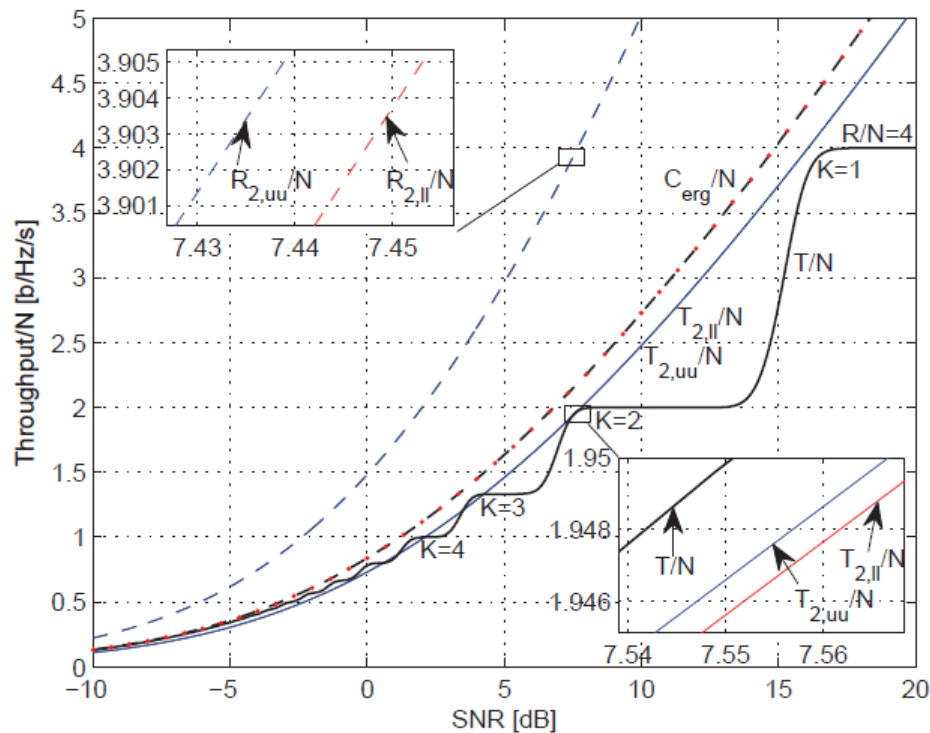 5
4.5
4
3.5
3
2.5
2
1.5
1
0.5
0
Throughput/N [b/Hz/s]
−10
−5
0
5
10
15
20
SNR [dB]
3.905
3.904
3.903
3.902
3.901
7.43
7.44
7.45
R2,uu/N
R2,ll/N
Cerg/N
R/N=4
K=1
T/N
T2,ll/N
T2,uu/N
K=2
K=3
K=4
1.95
1.948
1.946
7.54
7.55
7.56
T/N
T2,ll/N
T2,uu/N